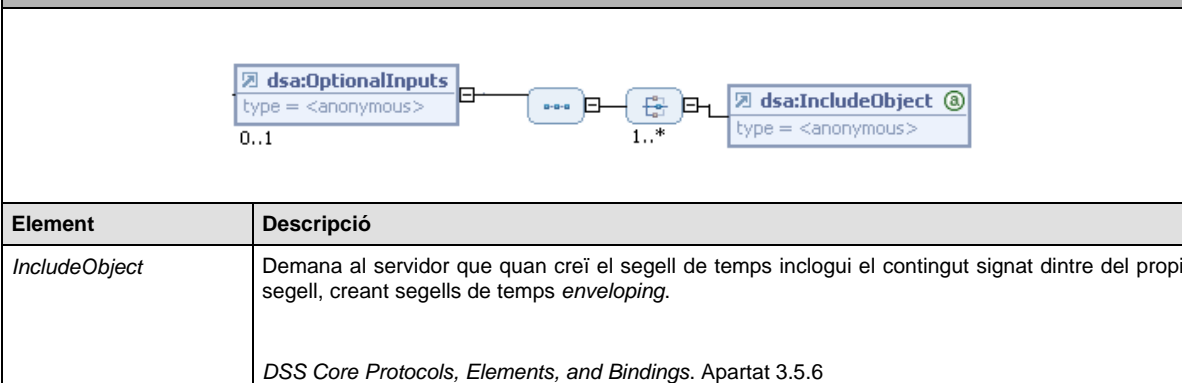 dsa:OptionalInputs
type = <anonymous>
0..1
1..*
dsa:IncludeObject a
type = <anonymous>
Element Descripció
IncludeObject Demana al servidor que quan creï el segell de temps inclogui el contingut signat dintre del propi
segell, creant segells de temps enveloping.
DSS Core Protocols, Elements, and Bindings. Apartat 3.5.6